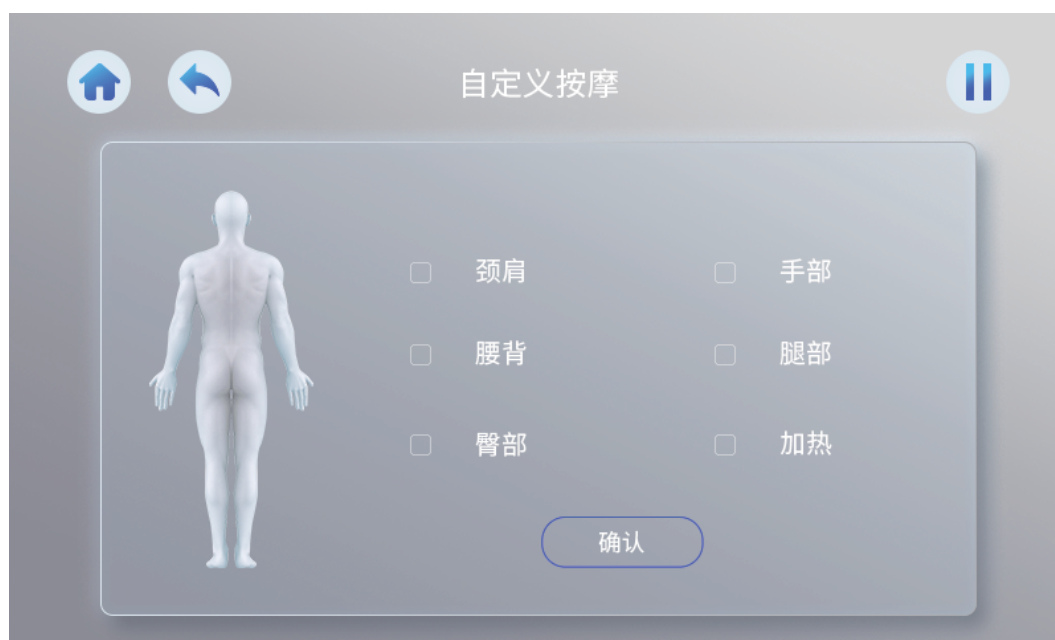 自定义按摩
颈肩 手部
腰背 腿部
臀部 加热
确认